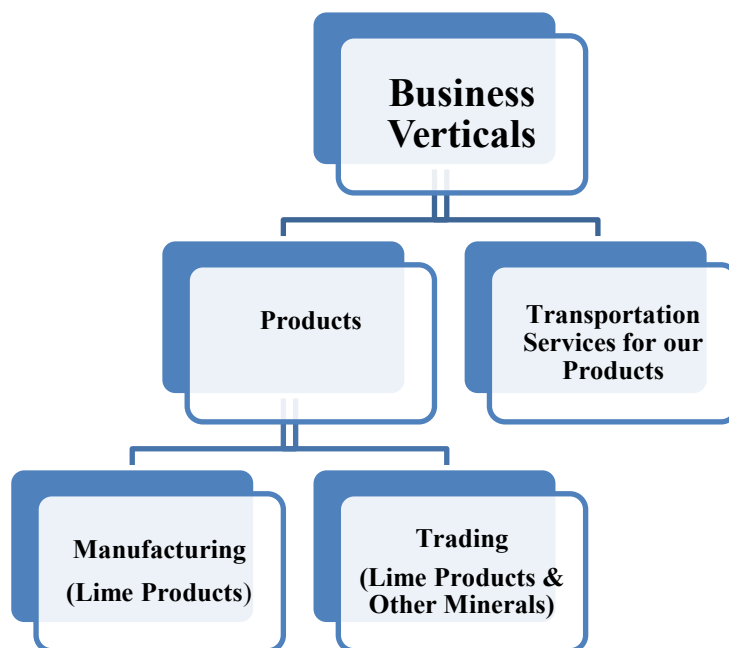 Business
Verticals
Products
Transportation
Services for our
Products
Manufacturing
(Lime Products)
Trading
(Lime Products &
Other Minerals)